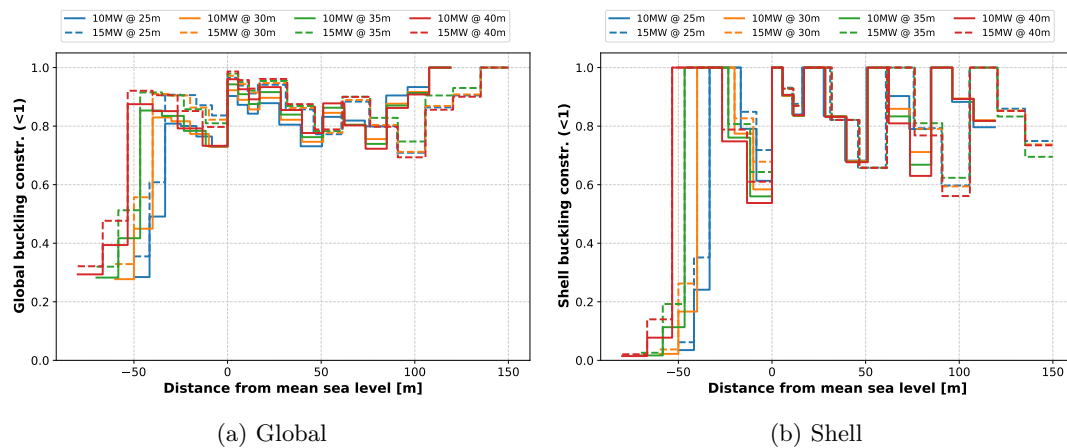 10MW @ 25m 10MW @ 30m 10MW @ 35m 10MW @ 40m
15MW @ 25m 15MW @ 30m 15MW @ 35m 15MW @ 40m
1.0
0.8
0.6
0.4
0.2
0.0
Global buckling constr. (<1)
−50 0 50 100 150
Distance from mean sea level [m]
(a) Global
10MW @ 25m 10MW @ 30m 10MW @ 35m 10MW @ 40m
15MW @ 25m 15MW @ 30m 15MW @ 35m 15MW @ 40m
1.0
0.8
0.6
0.4
0.2
0.0
Shell buckling constr. (<1)
−50 0 50 100 150
Distance from mean sea level [m]
(b) Shell